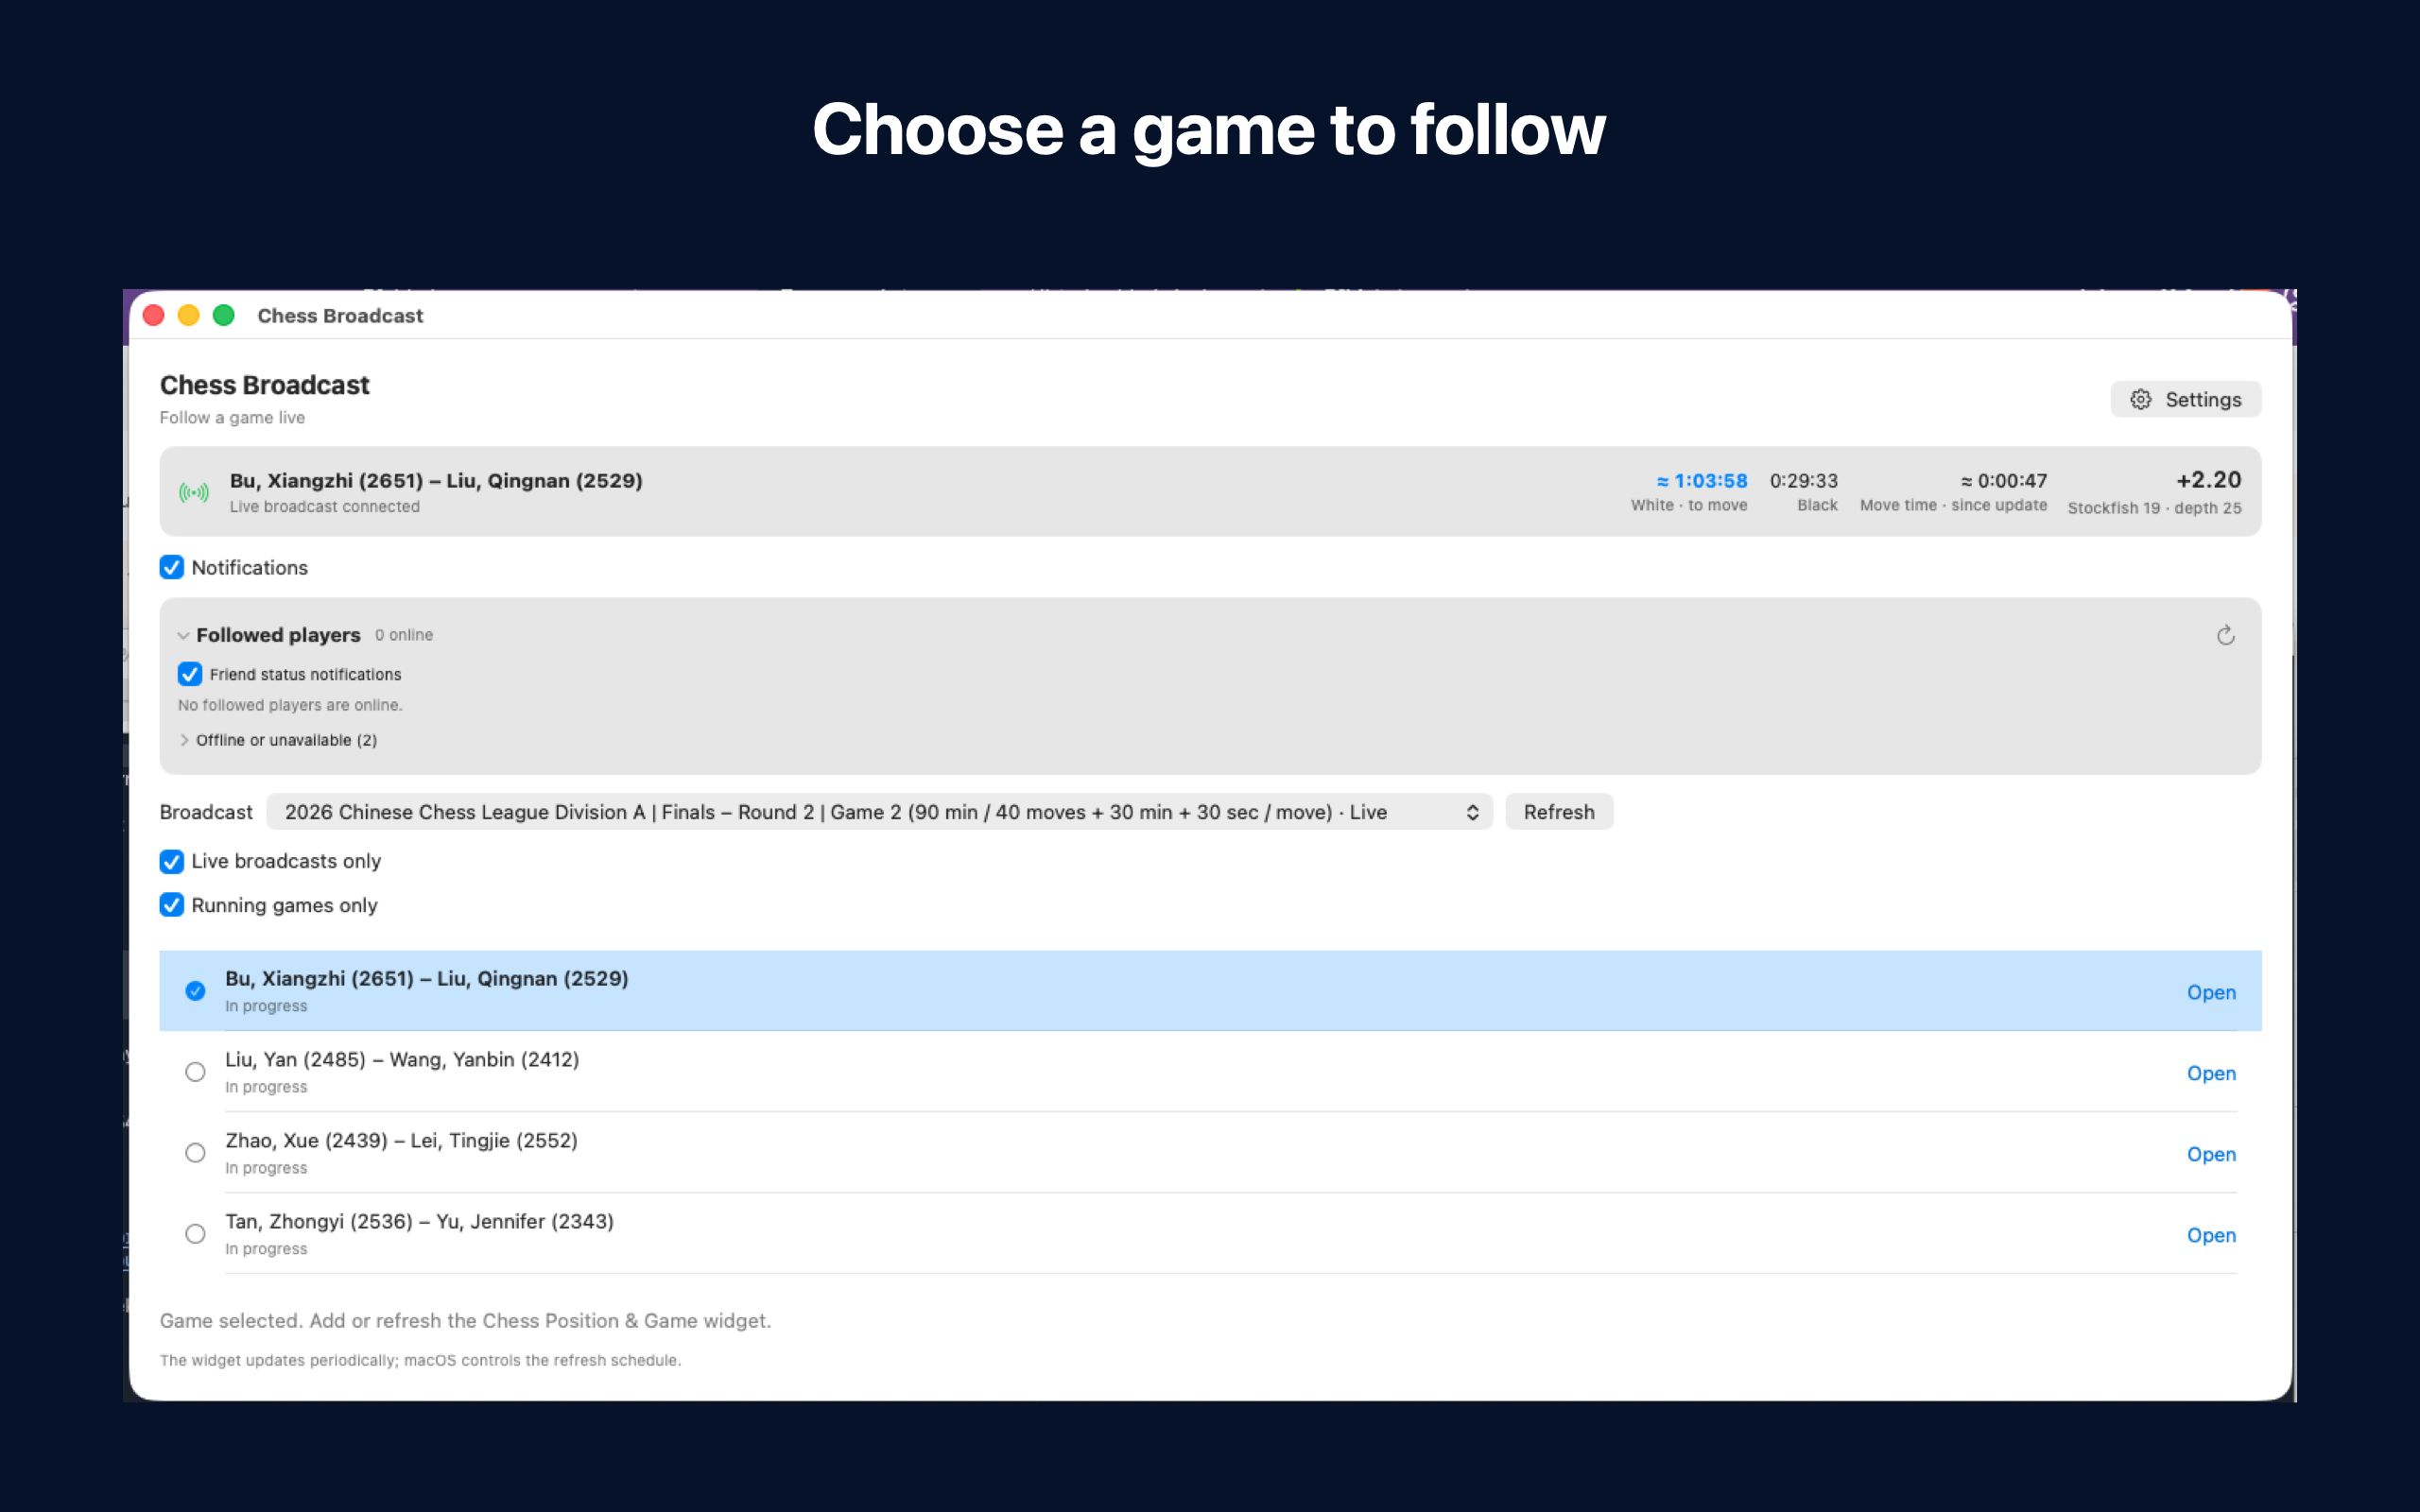 Choose a game to follow
Chess Broadcast
Chess Broadcast
Follow a game live
Settings
Bu, Xiangzhi (2651) – Liu, Qingnan (2529)
Live broadcast connected
≈ 1:03:58
White · to move
0:29:33
Black
≈ 0:00:47
Move time · since update
+2.20
Stockfish 19 · depth 25
Notifications
Followed players 0 online
Friend status notifications
No followed players are online.
Offline or unavailable (2)
Broadcast 2026 Chinese Chess League Division A | Finals – Round 2 | Game 2 (90 min / 40 moves + 30 min + 30 sec / move) · Live Refresh
Live broadcasts only
Running games only
Bu, Xiangzhi (2651) – Liu, Qingnan (2529)
In progress
Open
Liu, Yan (2485) – Wang, Yanbin (2412)
In progress
Open
Zhao, Xue (2439) – Lei, Tingjie (2552)
In progress
Open
Tan, Zhongyi (2536) – Yu, Jennifer (2343)
In progress
Open
Game selected. Add or refresh the Chess Position & Game widget.
The widget updates periodically; macOS controls the refresh schedule.